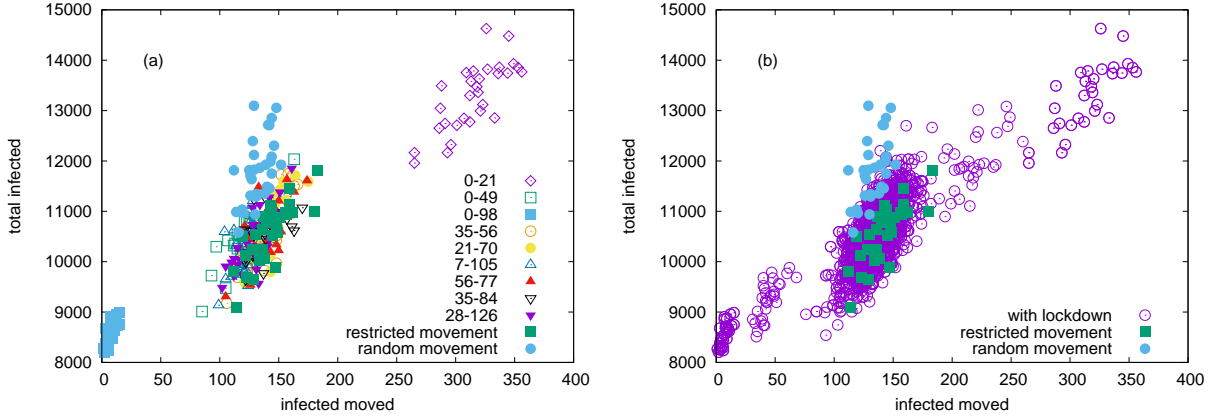 15000
14000
13000
12000
11000
10000
9000
8000
total infected
(a)
0-21
0-49
0-98
35-56
21-70
7-105
56-77
35-84
28-126
restricted movement
random movement
0 50 100 150 200 250 300 350 400
infected moved
15000
14000
13000
12000
11000
10000
9000
8000
total infected
(b)
with lockdown
restricted movement
random movement
0 50 100 150 200 250 300 350 400
infected moved